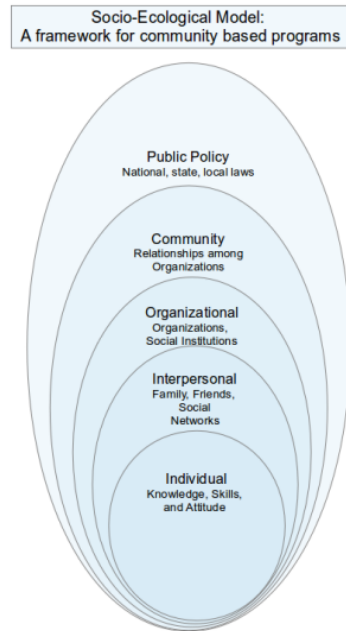 Socio-Ecological Model:
A framework for community based programs
Public Policy
National, state, local laws
Community
Relationships among
Organizations
Organizational
Organizations,
Social Institutions
Interpersonal
Family, Friends,
Social
Networks
Individual
Knowledge, Skills,
and Attitude